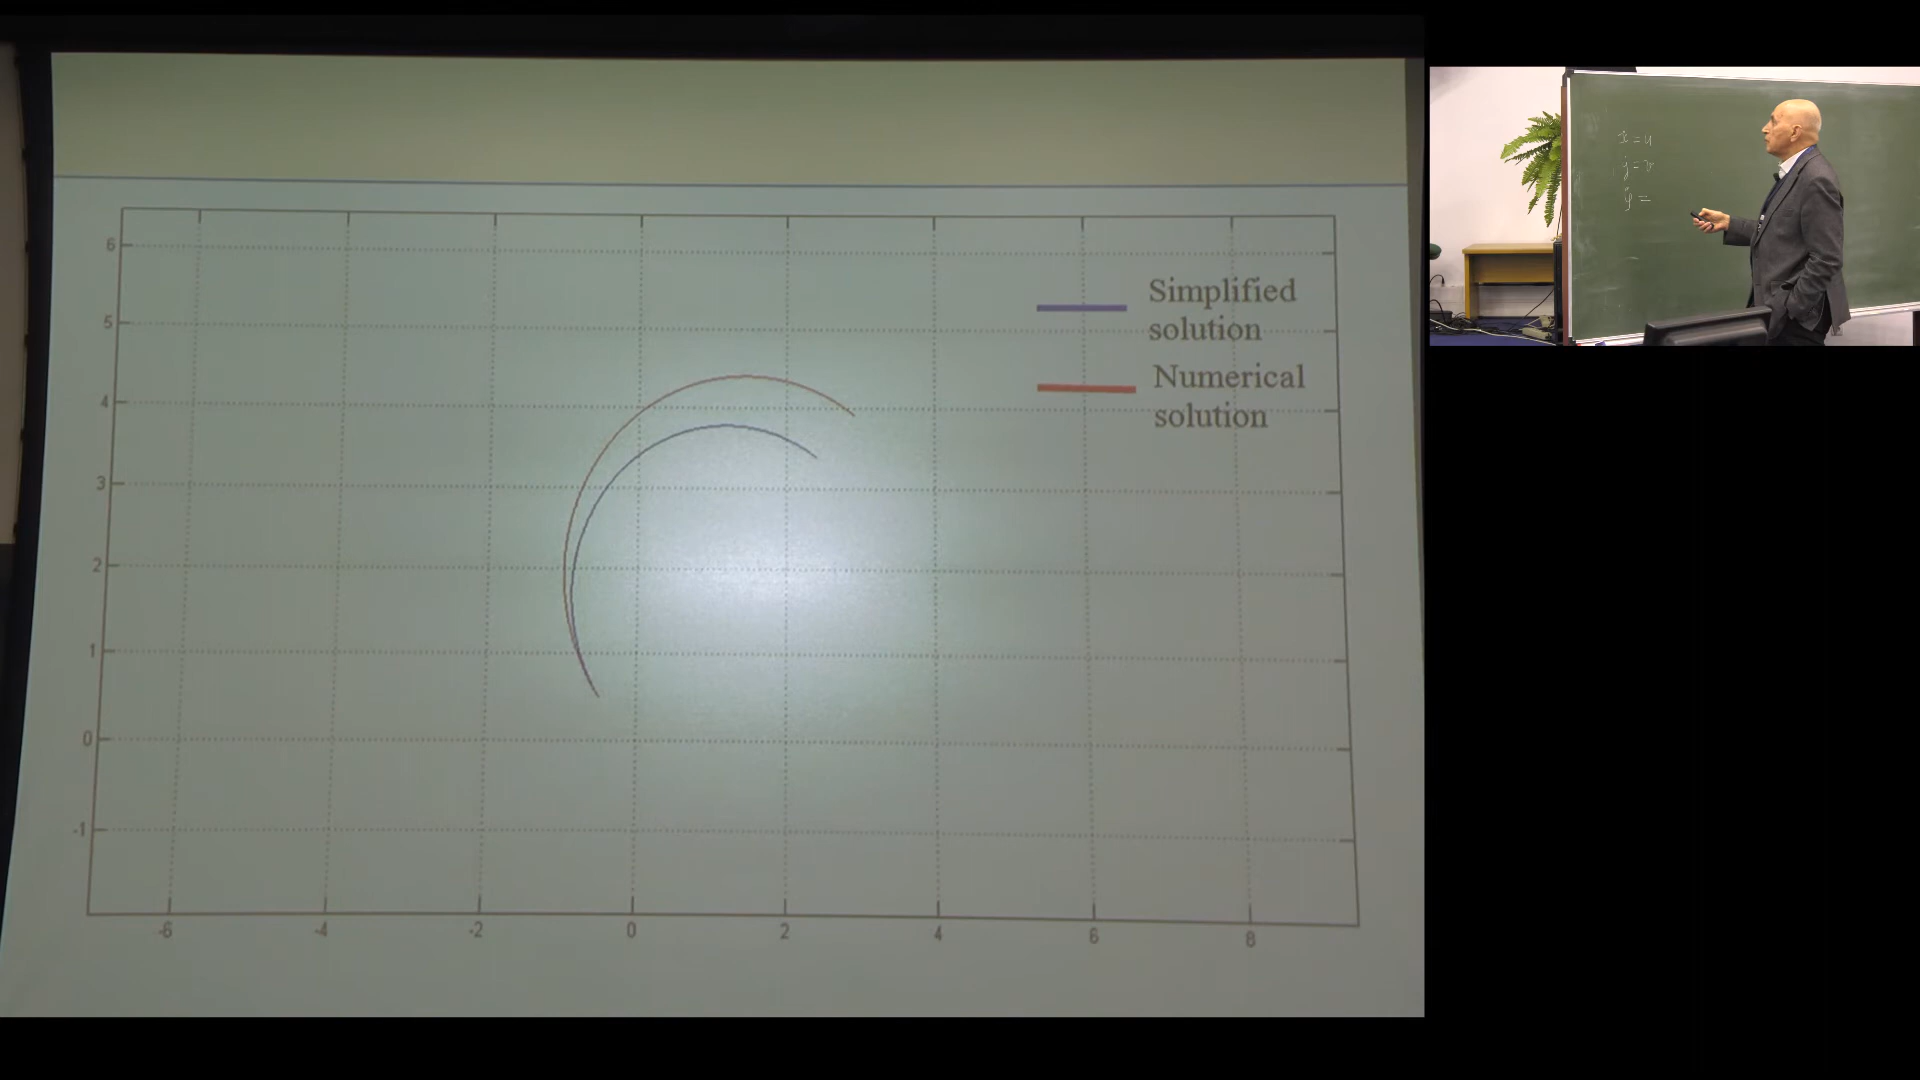 6
5
4
3
2
1
0
-1
-6 -4 -2 0 2 4 6 8
Simplified
solution
Numerical
solution
ẋ = u
ẏ = v
φ̇ =